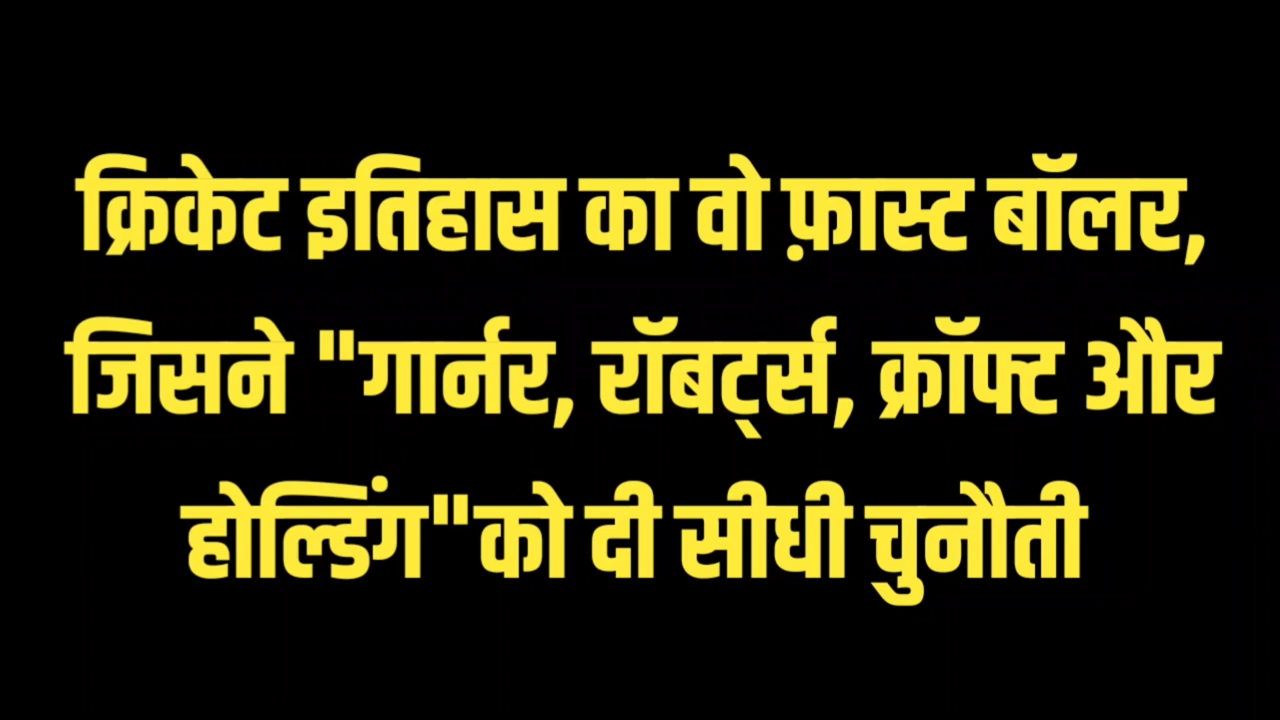 क्रिकेट इतिहास का वो फ़ास्ट बॉलर,
जिसने "गार्नर, रॉबर्ट्स, क्रॉफ्ट और
होल्डिंग"को दी सीधी चुनौती